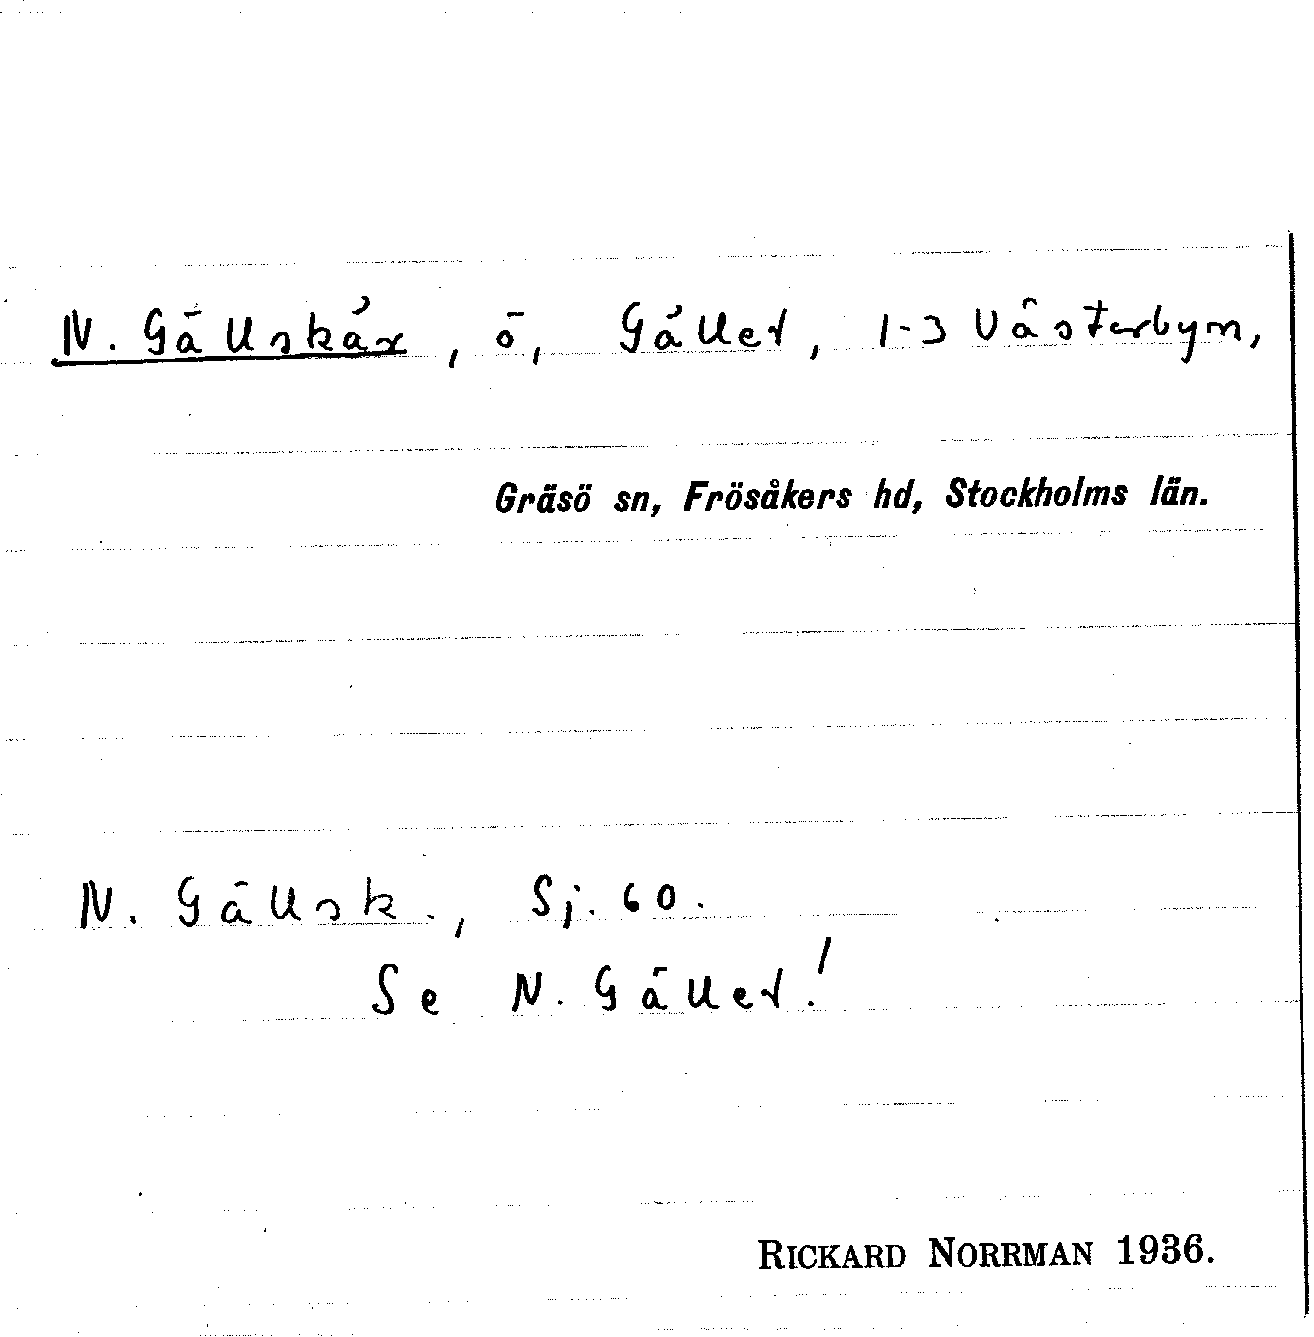 N. Gällskär, ö, Gället, 1-3 Västerbyn,
Gräsö sn, Frösåkers hd, Stockholms län.
N. Gällsk., Sj. 60.
Se N. Gället!
RICKARD NORRMAN 1936.